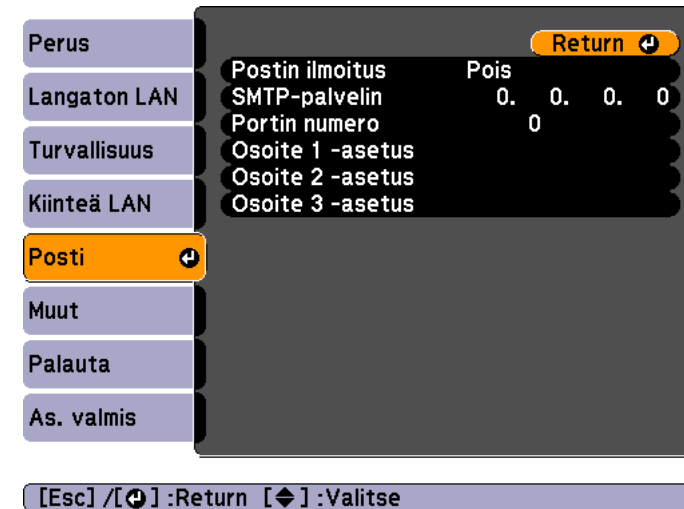 Perus
Langaton LAN
Turvallisuus
Kiinteä LAN
Posti
Muut
Palauta
As. valmis
Return
Postin ilmoitus Pois
SMTP-palvelin 0. 0. 0. 0
Portin numero 0
Osoite 1 -asetus
Osoite 2 -asetus
Osoite 3 -asetus
[Esc] /[⏎] :Return [◆] :Valitse